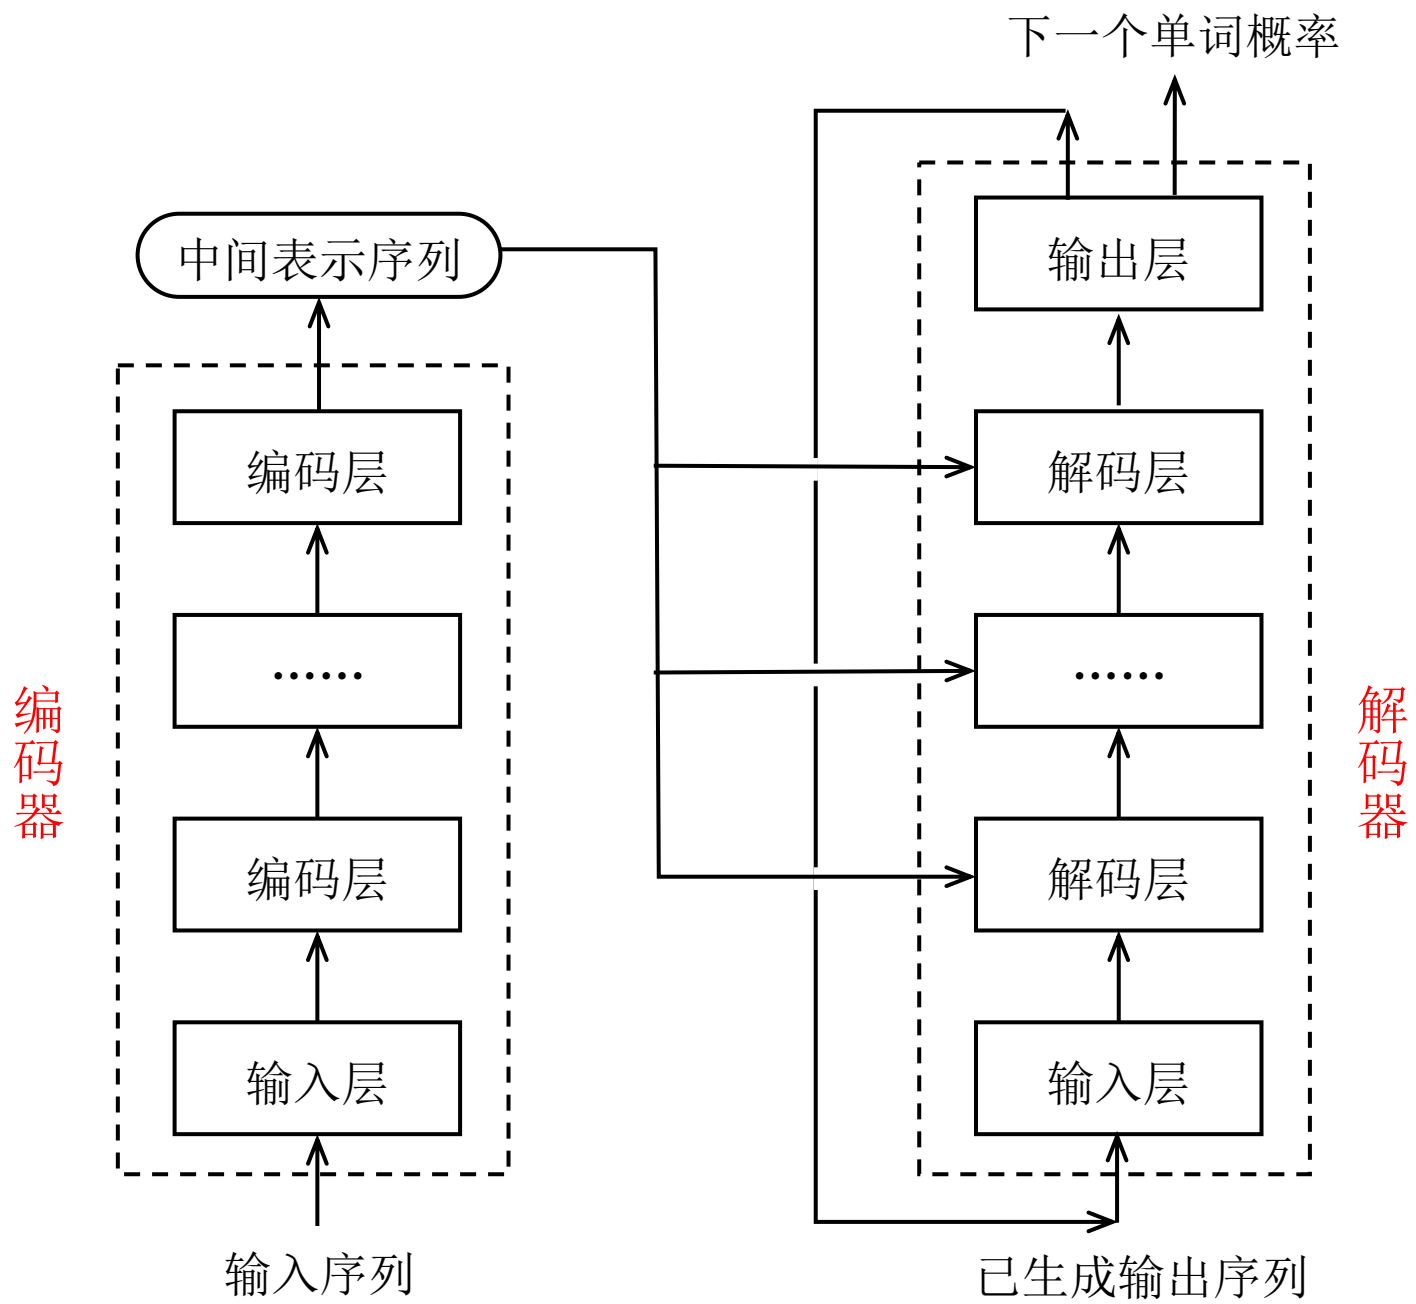 下一个单词概率
中间表示序列
输出层
编码层
解码层
……
……
编码器
解码器
编码层
解码层
输入层
输入层
输入序列
已生成输出序列